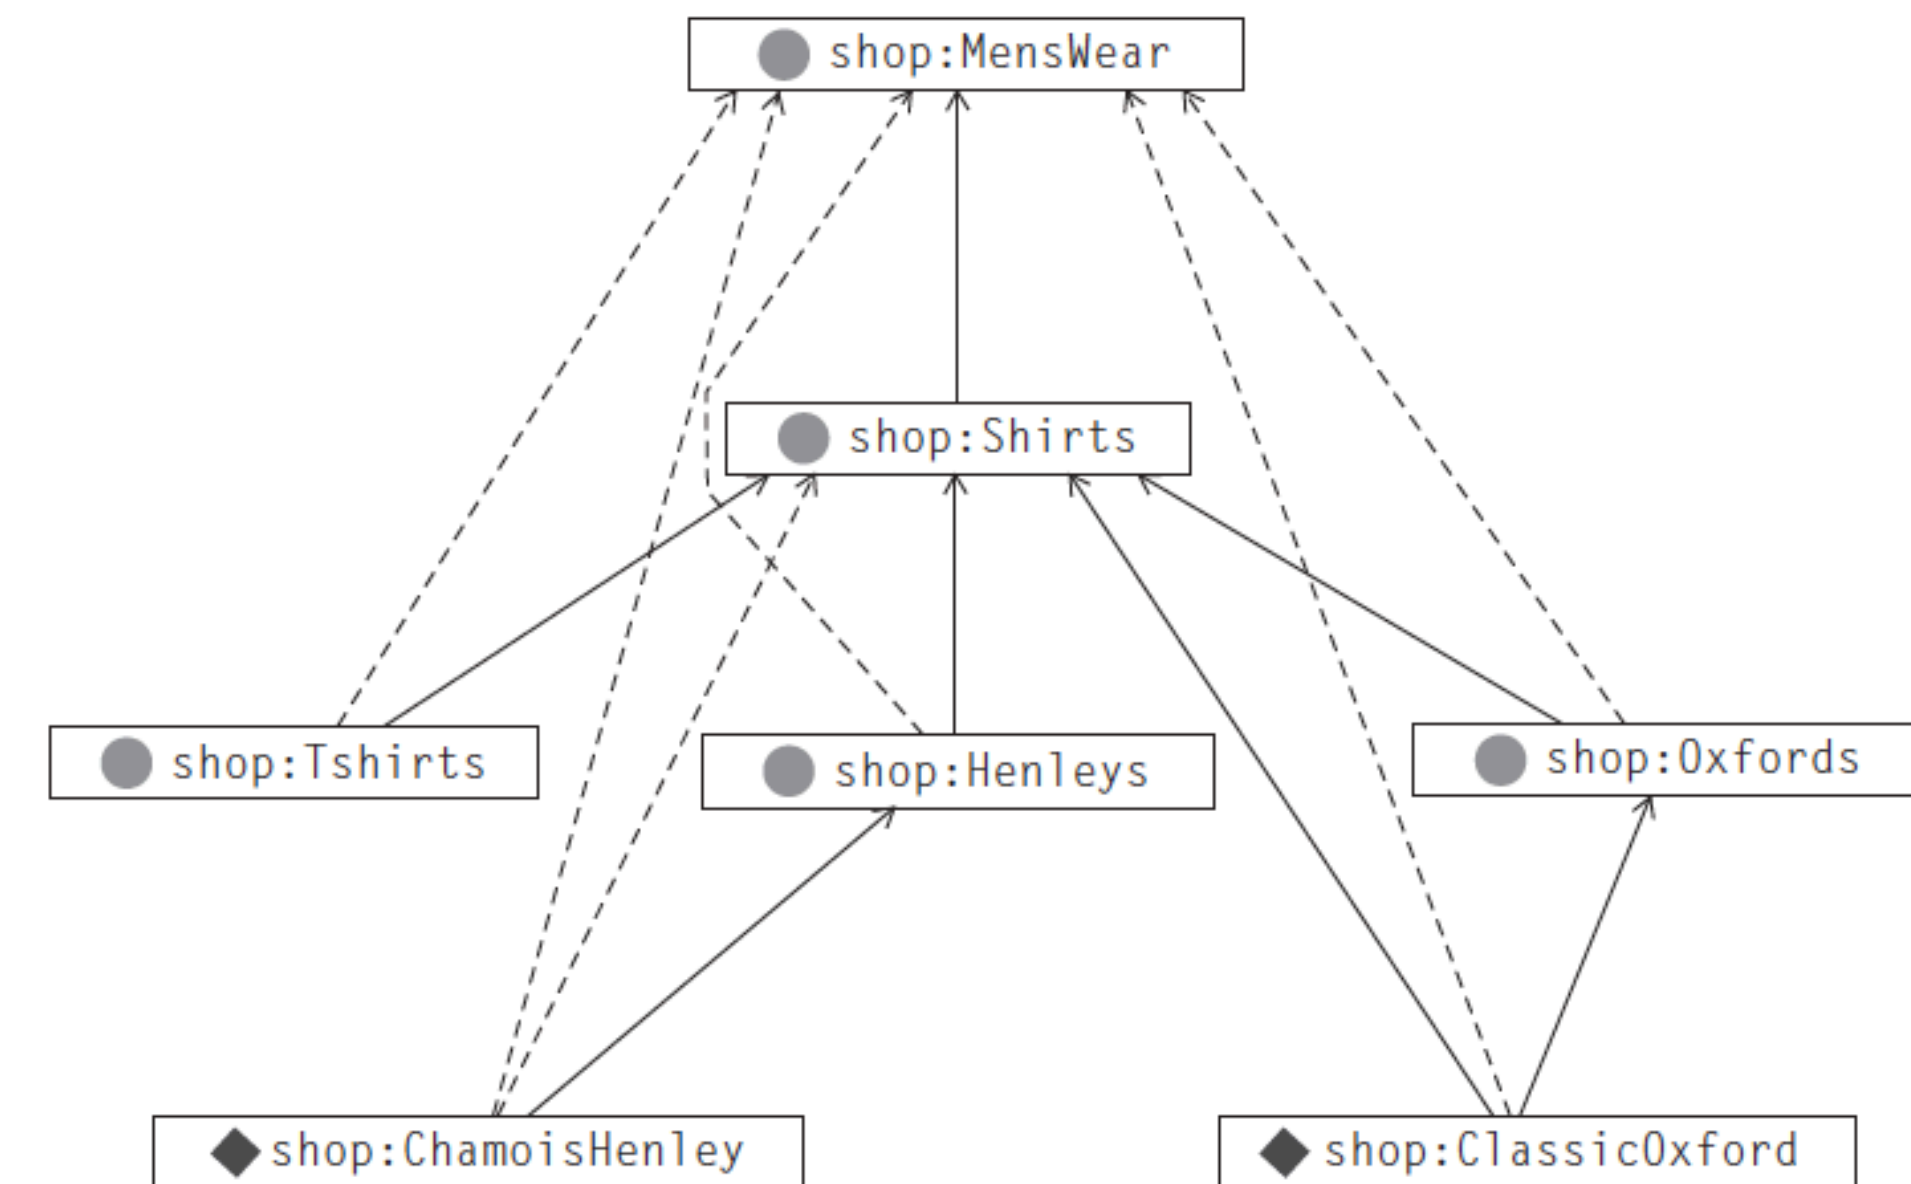 shop:MensWear
shop:Shirts
shop:Tshirts
shop:Henleys
shop:Oxfords
shop:ChamoisHenley
shop:ClassicOxford